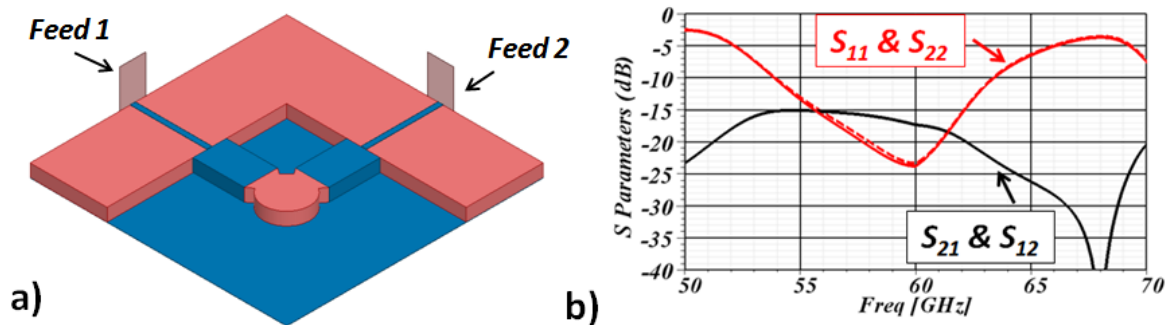 Feed 1
Feed 2
a)
S Parameters (dB)
-0
-5
-10
-15
-20
-25
-30
-35
-40
S11 & S22
S21 & S12
50
55
60
65
70
Freq [GHz]
b)